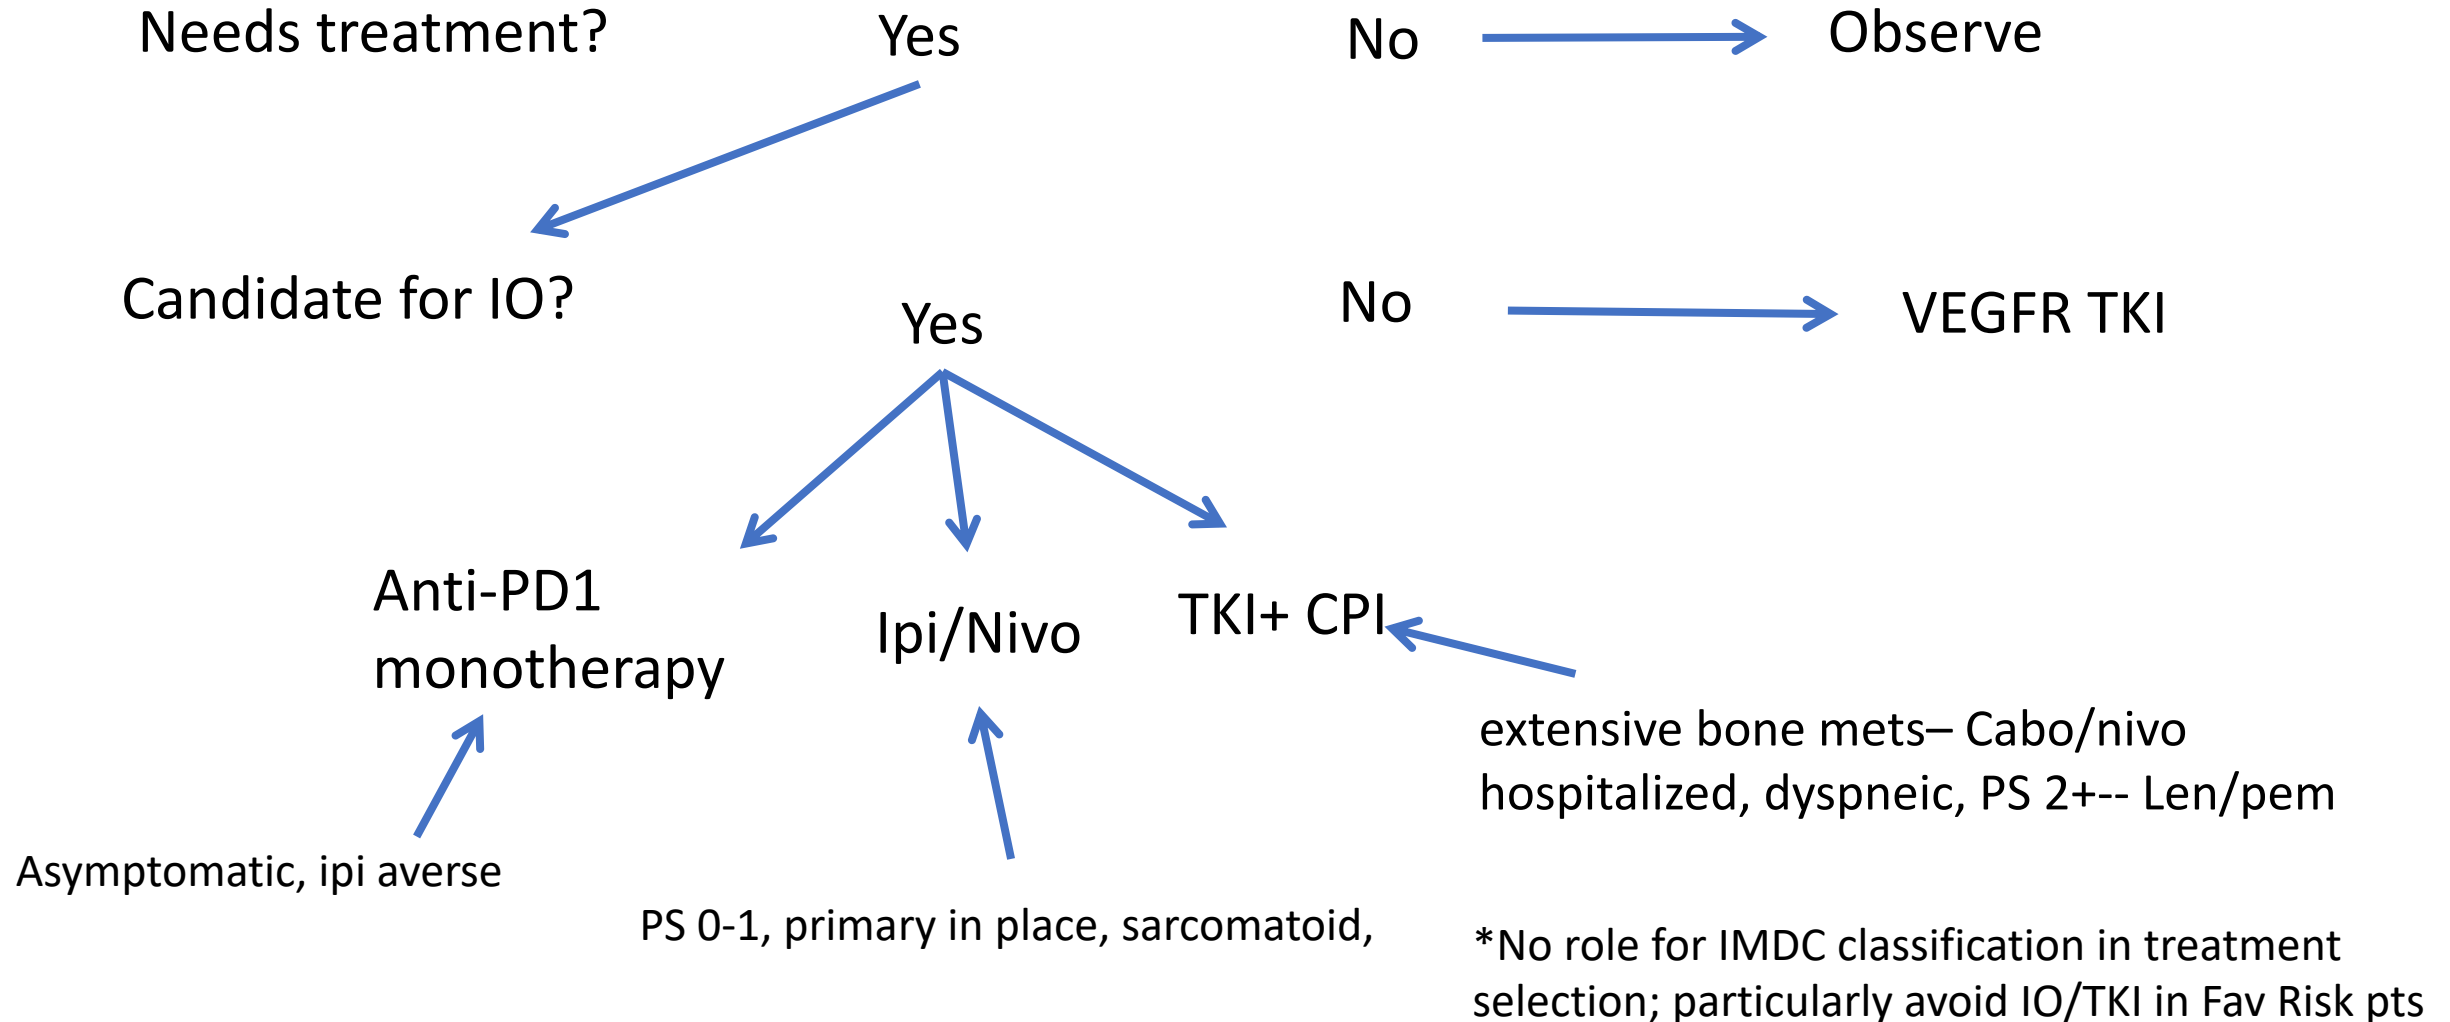 Needs treatment?
Yes
No
Observe
Candidate for IO?
Yes
No
VEGFR TKI
Anti-PD1
monotherapy
Ipi/Nivo
TKI+ CPI
extensive bone mets– Cabo/nivo
hospitalized, dyspneic, PS 2+-- Len/pem
Asymptomatic, ipi averse
PS 0-1, primary in place, sarcomatoid,
*No role for IMDC classification in treatment
selection; particularly avoid IO/TKI in Fav Risk pts